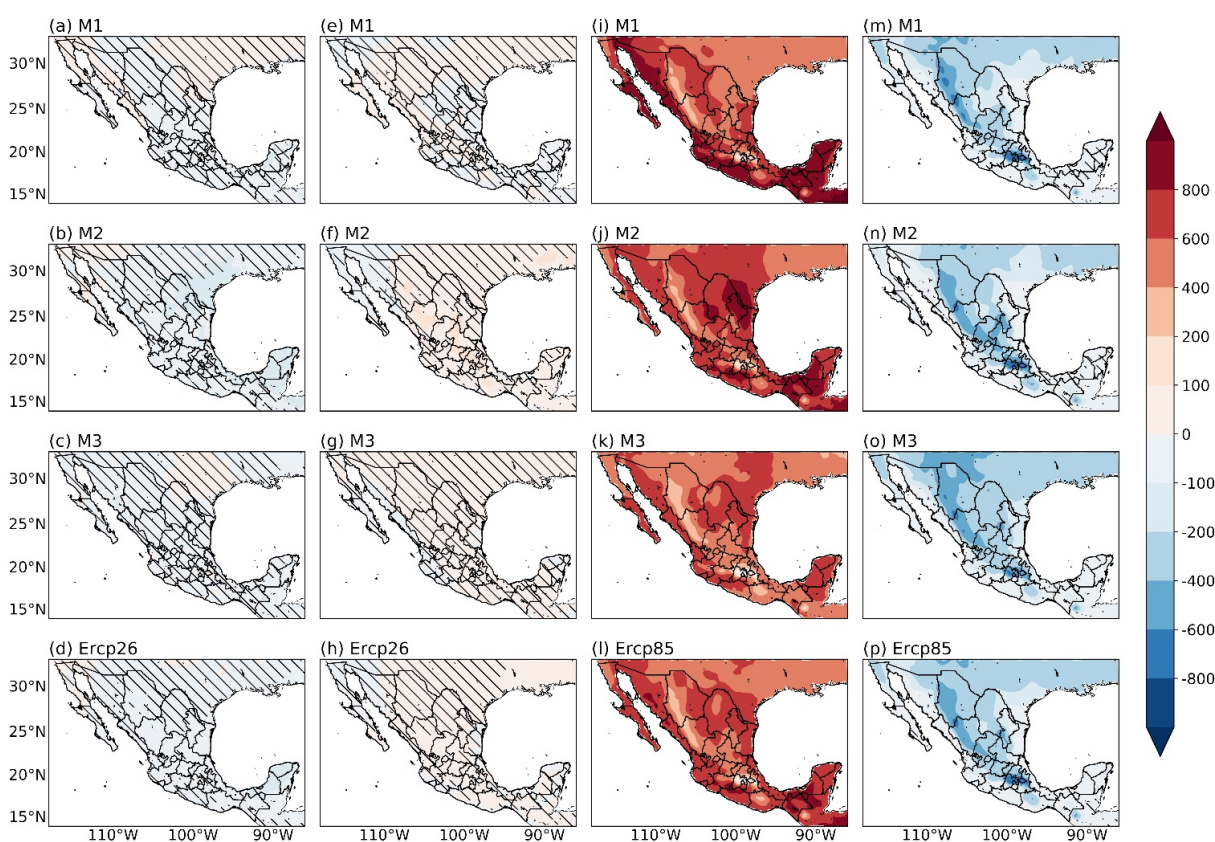 (a) M1
(e) M1
(i) M1
(m) M1
30°N
25°N
20°N
15°N
(b) M2
(f) M2
(j) M2
(n) M2
30°N
25°N
20°N
15°N
(c) M3
(g) M3
(k) M3
(o) M3
30°N
25°N
20°N
15°N
(d) Ercp26
(h) Ercp26
(l) Ercp85
(p) Ercp85
30°N
25°N
20°N
15°N
110°W 100°W 90°W
110°W 100°W 90°W
110°W 100°W 90°W
110°W 100°W 90°W
800
600
400
200
100
0
-100
-200
-400
-600
-800